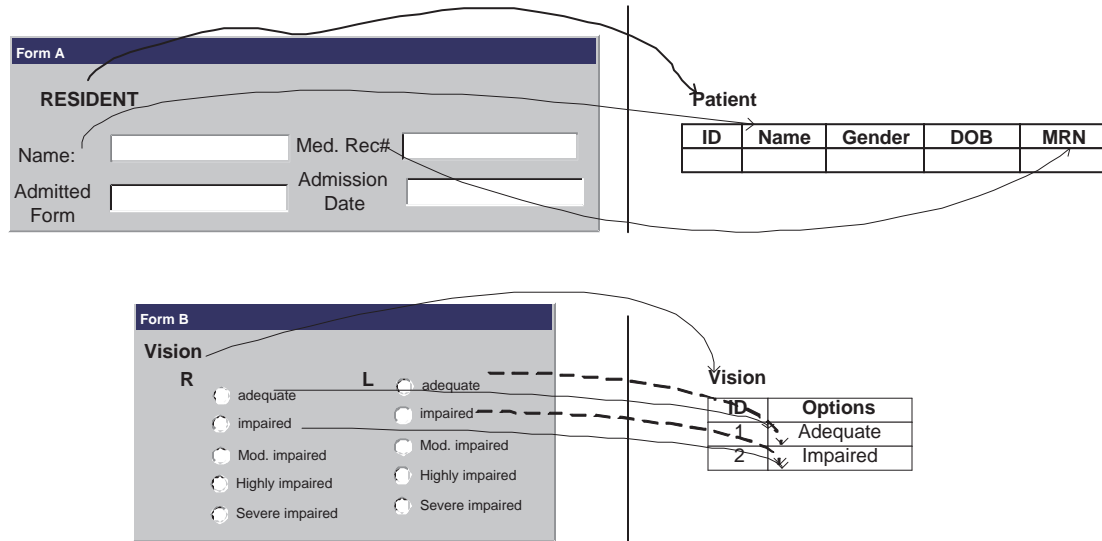 Form A
RESIDENT
Name:
Med. Rec#
Admitted
Form
Admission
Date
Patient
ID Name Gender DOB MRN
Form B
Vision
R L
adequate adequate
impaired impaired
Mod. impaired Mod. impaired
Highly impaired Highly impaired
Severe impaired Severe impaired
Vision
ID Options
1 Adequate
2 Impaired